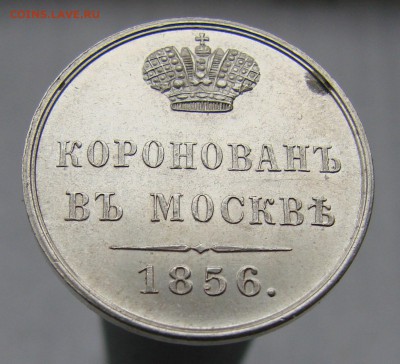 COINS.LAVE.RU
КОРОНОВАНЪ
ВЪ МОСКВѢ
1856.